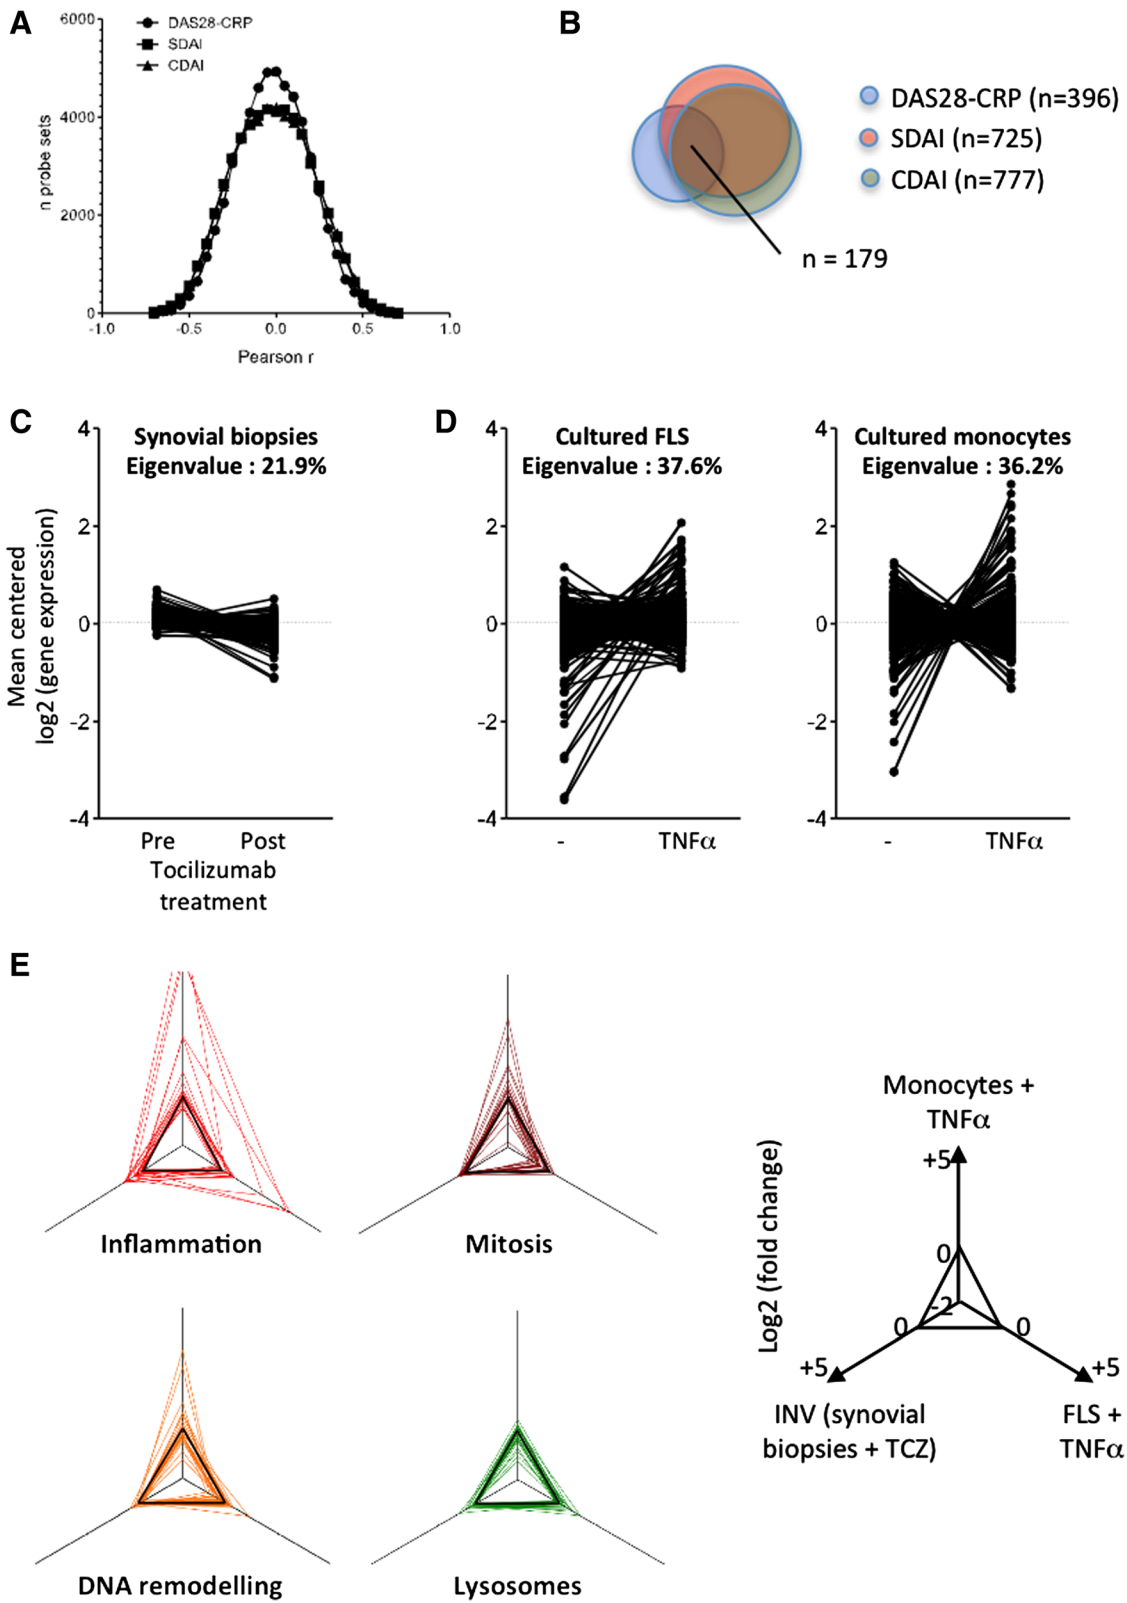 A
6000
4000
2000
0
n probe sets
DAS28-CRP
SDAI
CDAI
-1.0
-0.5
0.0
0.5
1.0
Pearson r
B
DAS28-CRP (n=396)
SDAI (n=725)
CDAI (n=777)
n = 179
C
Mean centered
log2 (gene expression)
4
2
0
-2
-4
Synovial biopsies
Eigenvalue : 21.9%
Pre
Post
Tocilizumab
treatment
D
4
2
0
-2
-4
Cultured FLS
Eigenvalue : 37.6%
-
TNFα
4
2
0
-2
-4
Cultured monocytes
Eigenvalue : 36.2%
-
TNFα
E
Inflammation
Mitosis
DNA remodelling
Lysosomes
Log2 (fold change)
Monocytes +
TNFα
+5
0
-2
0
0
+5
+5
INV (synovial
biopsies + TCZ)
FLS +
TNFα